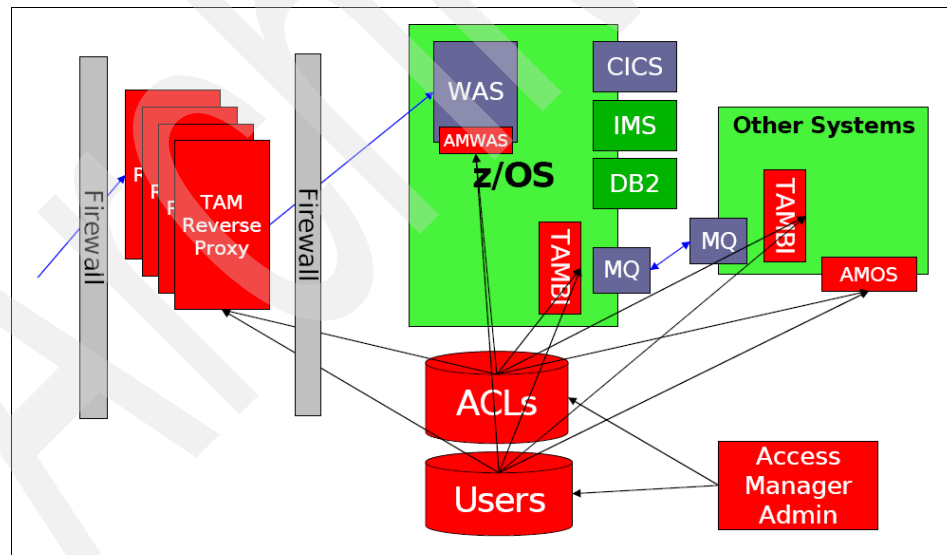 Firewall
R
R
R
TAM
Reverse
Proxy
Firewall
WAS
AMWAS
z/OS
CICS
IMS
DB2
TAMBI
MQ
MQ
Other Systems
TAMBI
AMOS
ACLs
Users
Access
Manager
Admin